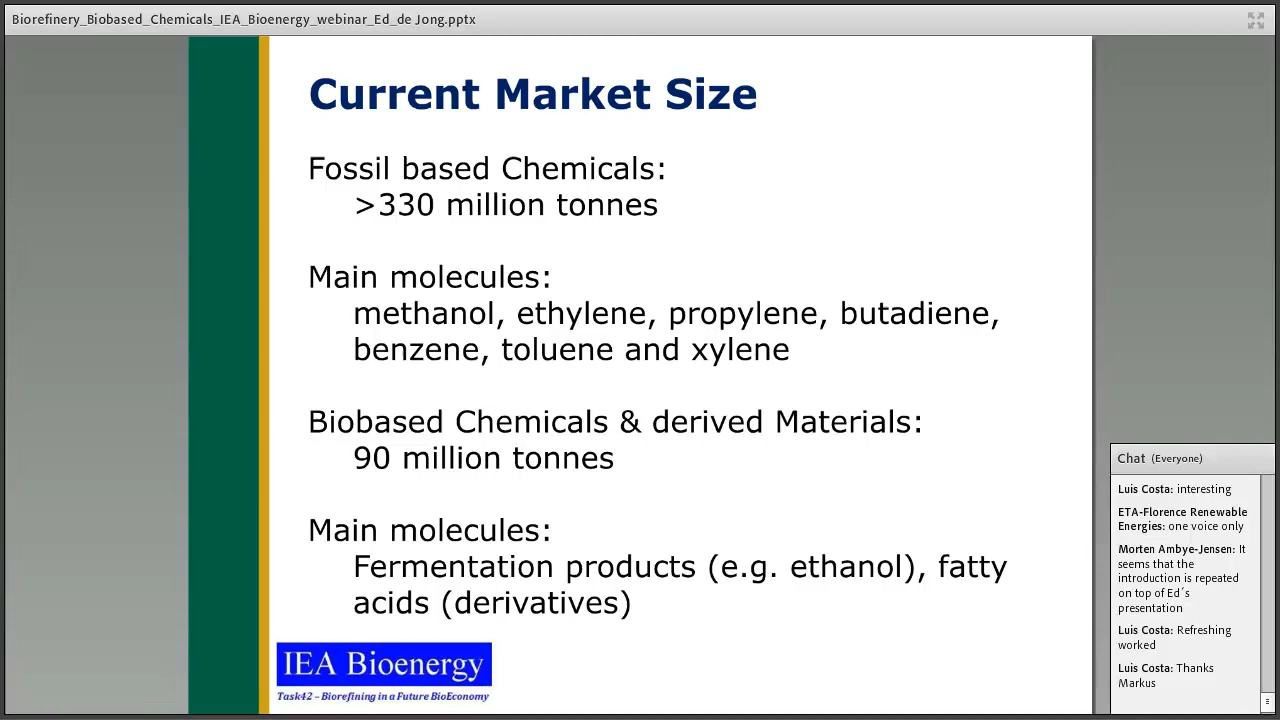 Biorefinery_Biobased_Chemicals_IEA_Bioenergy_webinar_Ed_de Jong.pptx
Current Market Size
Fossil based Chemicals:
>330 million tonnes
Main molecules:
methanol, ethylene, propylene, butadiene,
benzene, toluene and xylene
Biobased Chemicals & derived Materials:
90 million tonnes
Main molecules:
Fermentation products (e.g. ethanol), fatty
acids (derivatives)
IEA Bioenergy
Task42 – Biorefining in a Future BioEconomy
Chat (Everyone)
Luis Costa: interesting
ETA-Florence Renewable
Energies: one voice only
Morten Ambye-Jensen: It
seems that the
introduction is repeated
on top of Ed´s
presentation
Luis Costa: Refreshing
worked
Luis Costa: Thanks
Markus